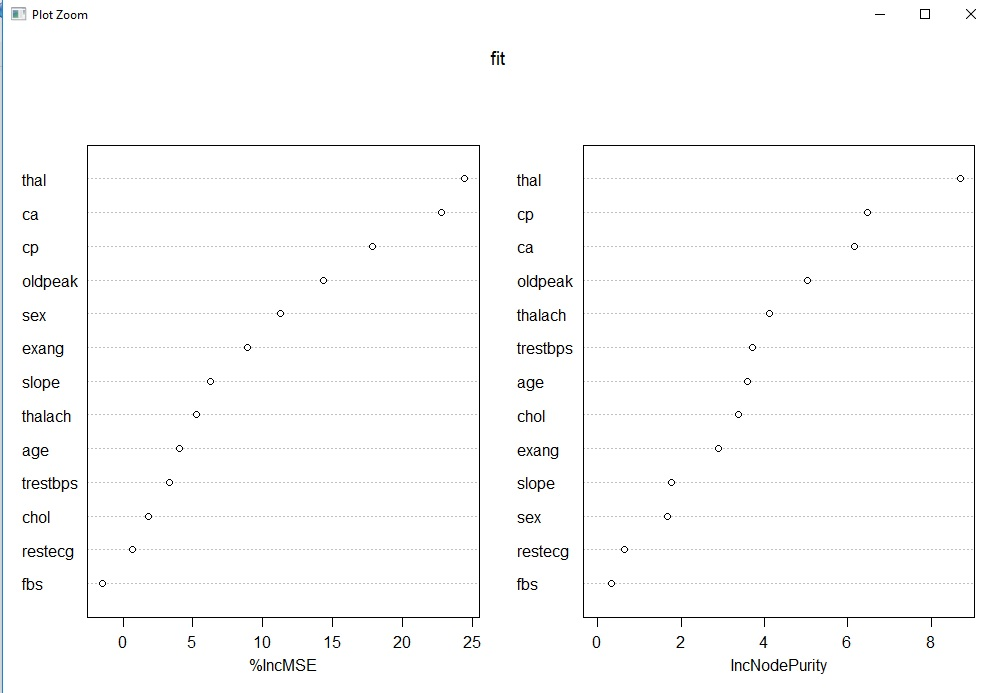 Plot Zoom
fit
thal
ca
cp
oldpeak
sex
exang
slope
thalach
age
trestbps
chol
restecg
fbs
0 5 10 15 20 25
%IncMSE
thal
cp
ca
oldpeak
thalach
trestbps
age
chol
exang
slope
sex
restecg
fbs
0 2 4 6 8
IncNodePurity